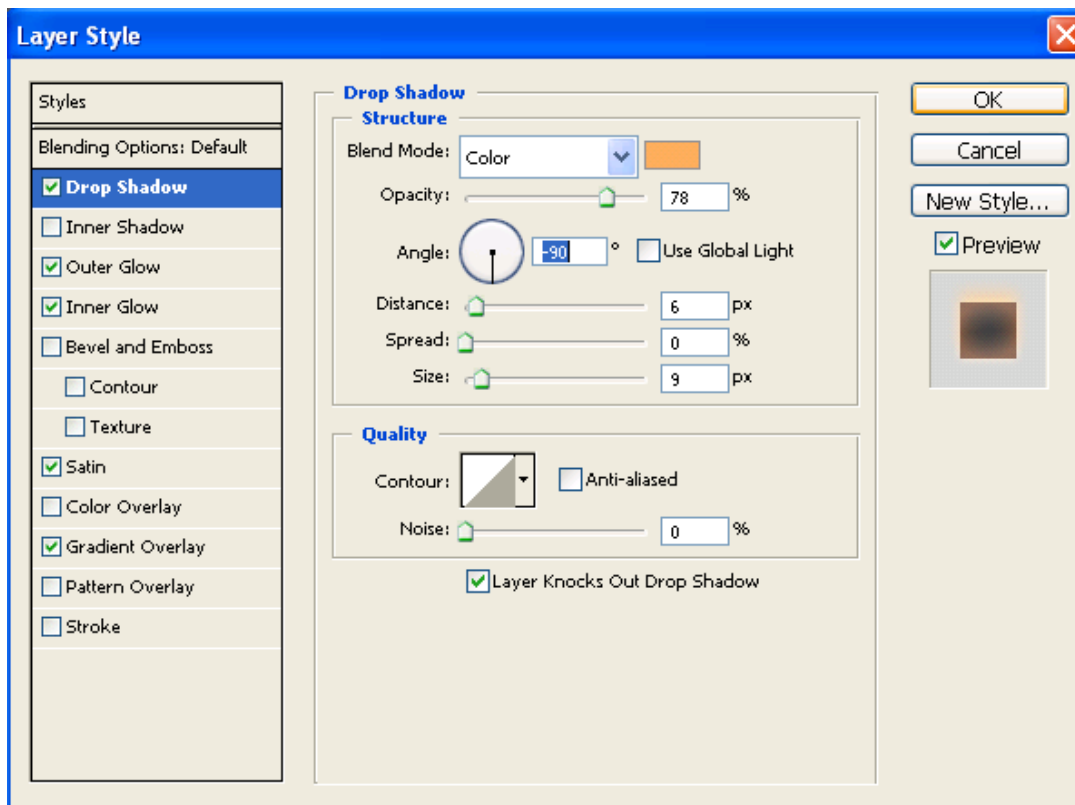 Layer Style
Styles
Blending Options: Default
Drop Shadow
Inner Shadow
Outer Glow
Inner Glow
Bevel and Emboss
Contour
Texture
Satin
Color Overlay
Gradient Overlay
Pattern Overlay
Stroke
Drop Shadow
Structure
Blend Mode: Color
Opacity: 78 %
Angle: -90 ° Use Global Light
Distance: 6 px
Spread: 0 %
Size: 9 px
Quality
Contour: Anti-aliased
Noise: 0 %
Layer Knocks Out Drop Shadow
OK
Cancel
New Style...
Preview